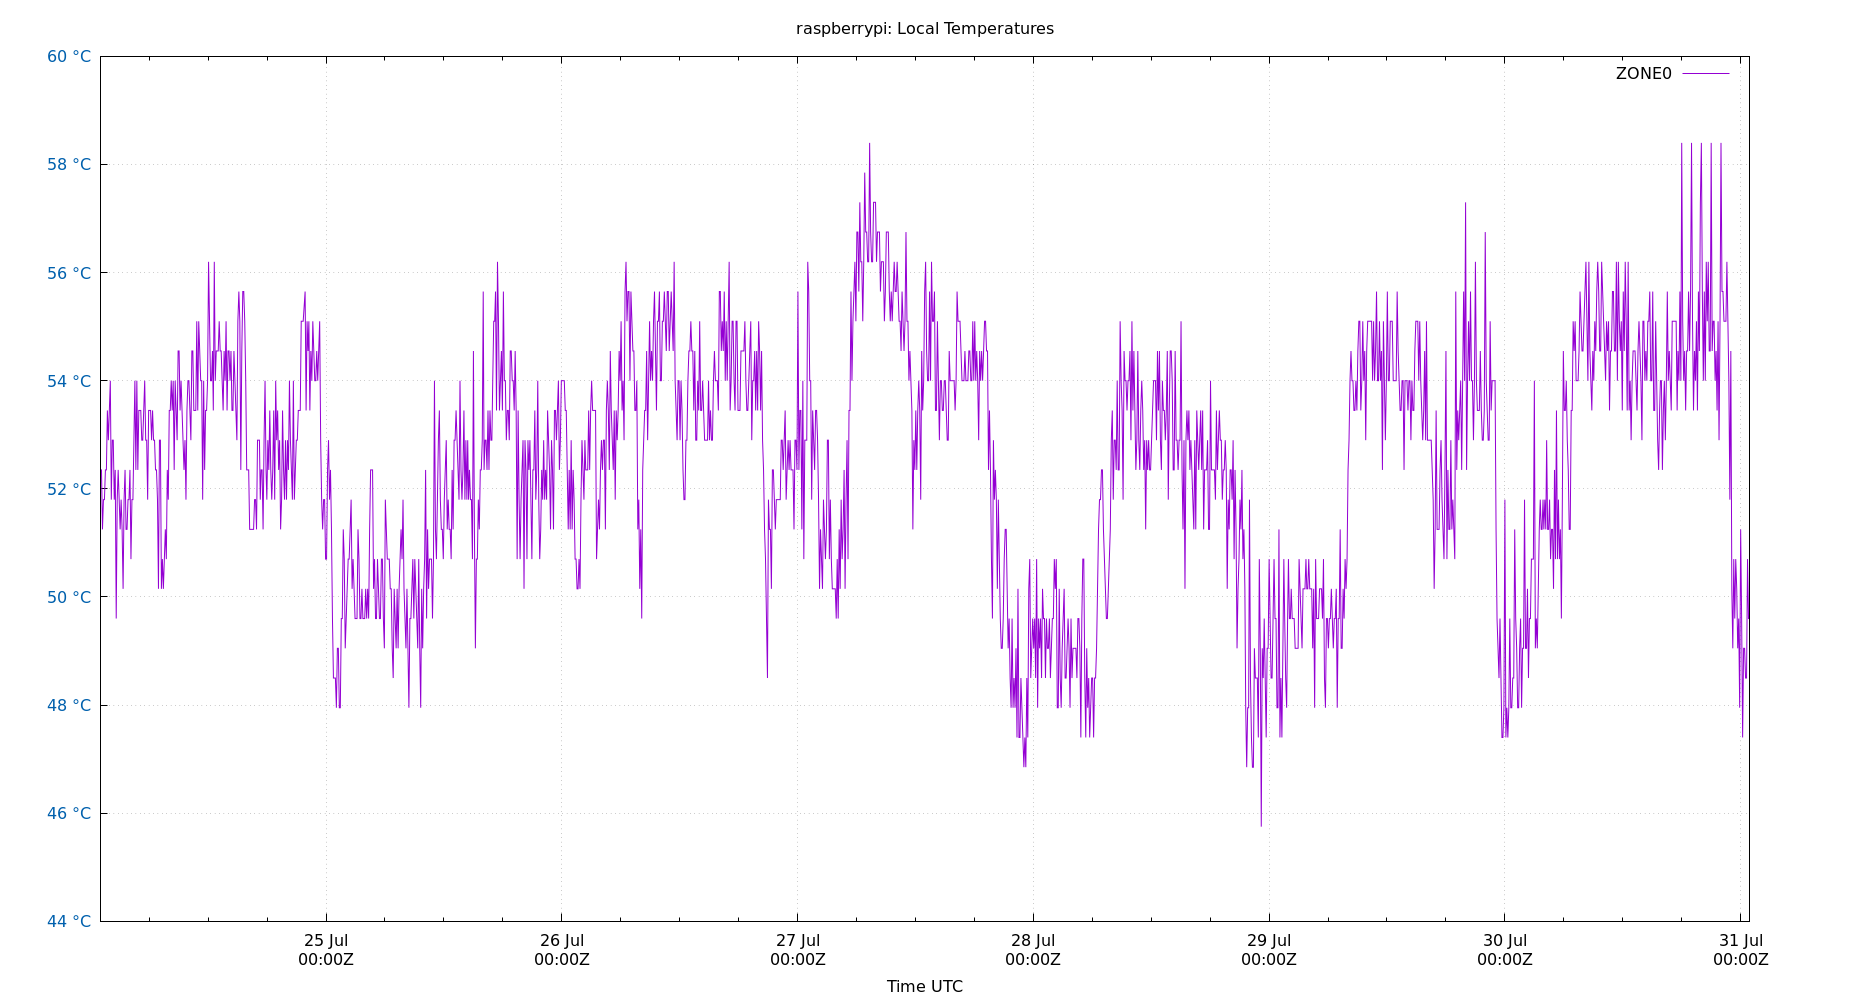 raspberrypi: Local Temperatures
60 °C
ZONE0
58 °C
56 °C
54 °C
52 °C
50 °C
48 °C
46 °C
44 °C
25 Jul 26 Jul 27 Jul 28 Jul 29 Jul 30 Jul 31 Jul
00:00Z 00:00Z 00:00Z 00:00Z 00:00Z 00:00Z 00:00Z
Time UTC